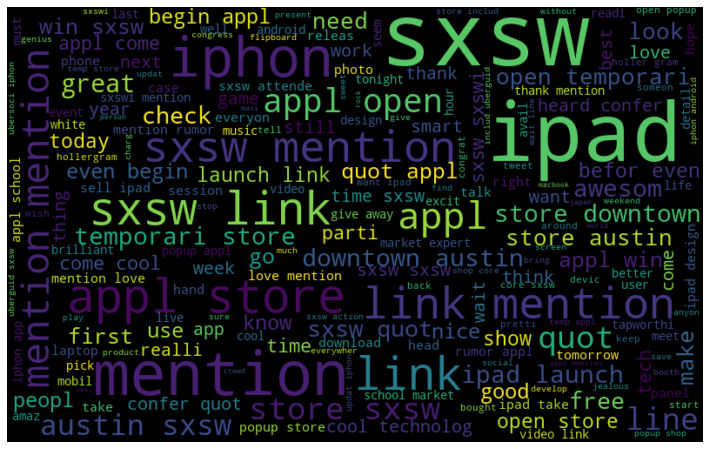 sxswi
last
well
android
begin appl
need
sxsw
present
without
store includ
open popup
readi
look
must
win sxsw
congress
flipboard
iphon
releas
seem
best
love
hope
genius
temp store
appl come
phone
next
work
thank
holler gram
someon
updat
photo
open temporari
great
sxsw attende
tonight
thank mention
case
game
hour
sxswi mention
check
appl open
heard confer
detail
year
event
everyon
design
avail
white
mention rumor
music
tell
give
still
smart
ipad
today
hollergram
sxsw mention
congrat
tweet
iphon android
even begin
launch link
quot appl
befor even
sell ipad
session
video
want ipad
find
right
macbook
awesom
life
thing
wish
stop
time sxsw
excit
talk
want
japan
weekend
sxsw link
appl
store downtown
give away
around
screen
temporari store
parti
brilliant
popup appl
market expert
play
go
downtown austin
store austin
bring
world
come cool
week
love mention
much
sxsw sxsw
shop core
think
appl win
core sxsw
devic
better
user
come
ipad design
mention love
appl school
uberguid sxsw
mention mention
hand
back
wait
pretti
anyon
appl store
link mention
live
sure
sxsw action
tapworthi
temp appl
keep
meet
first
use
app
know
sxsw quot
nice
show
quot
make
cool
download
head
rumor appl
tomorrow
save
laptop
product
realli
time
everywher
social
booth
mention
link
ipad launch
tech
panel
iphon app
mobil
pick
crowd
develop
jealous
good
free
line
peopl
take
confer quot
store sxsw
school market
bought
ipad take
start
amaz
austin sxsw
popup store
cool technolog
open store
video link
popup shop